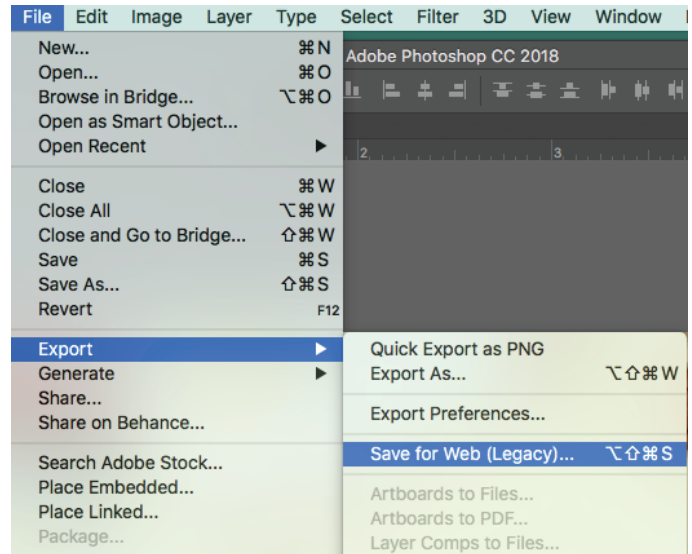 File Edit Image Layer Type Select Filter 3D View Window
Adobe Photoshop CC 2018
2 3
New... ⌘N
Open... ⌘O
Browse in Bridge... ⌥⌘O
Open as Smart Object...
Open Recent ▶
Close ⌘W
Close All ⌥⌘W
Close and Go to Bridge... ⇧⌘W
Save ⌘S
Save As... ⇧⌘S
Revert F12
Export ▶
Generate ▶
Share...
Share on Behance...
Search Adobe Stock...
Place Embedded...
Place Linked...
Package...
Quick Export as PNG
Export As... ⌥⇧⌘W
Export Preferences...
Save for Web (Legacy)... ⌥⇧⌘S
Artboards to Files...
Artboards to PDF...
Layer Comps to Files...